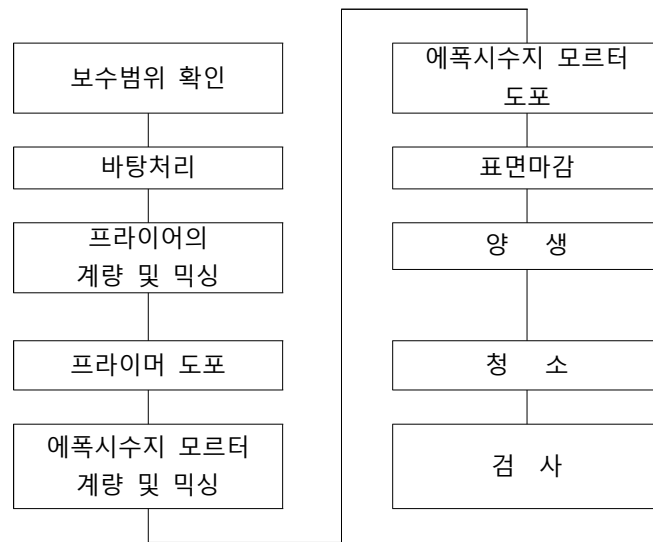 보수범위 확인
바탕처리
프라이어의
계량 및 믹싱
프라이머 도포
에폭시수지 모르터
계량 및 믹싱
에폭시수지 모르터
도포
표면마감
양 생
청 소
검 사